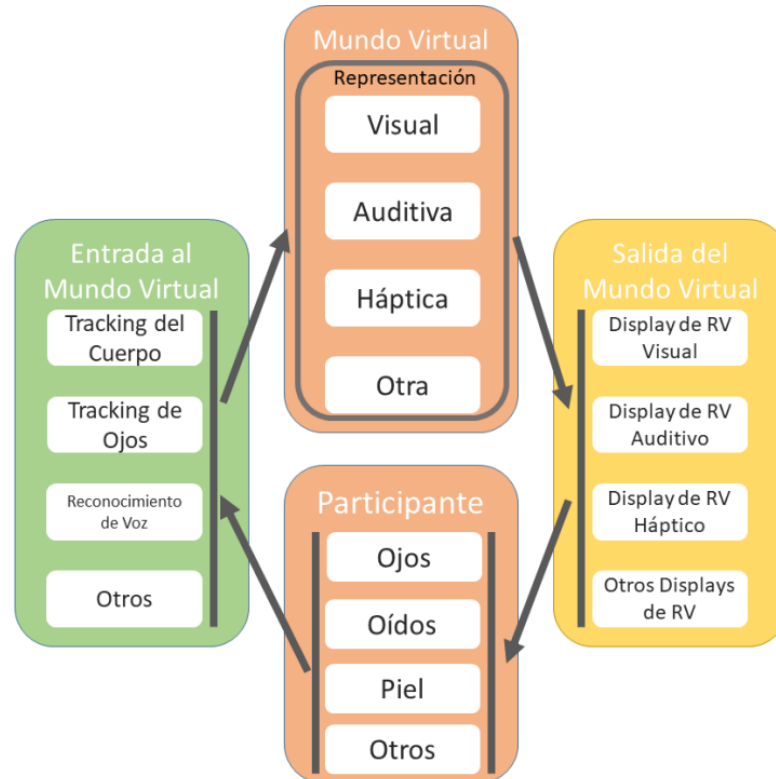 Mundo Virtual
Representación
Visual
Auditiva
Háptica
Otra
Entrada al
Mundo Virtual
Tracking del
Cuerpo
Tracking de
Ojos
Reconocimiento
de Voz
Otros
Salida del
Mundo Virtual
Display de RV
Visual
Display de RV
Auditivo
Display de RV
Háptico
Otros Displays
de RV
Participante
Ojos
Oídos
Piel
Otros